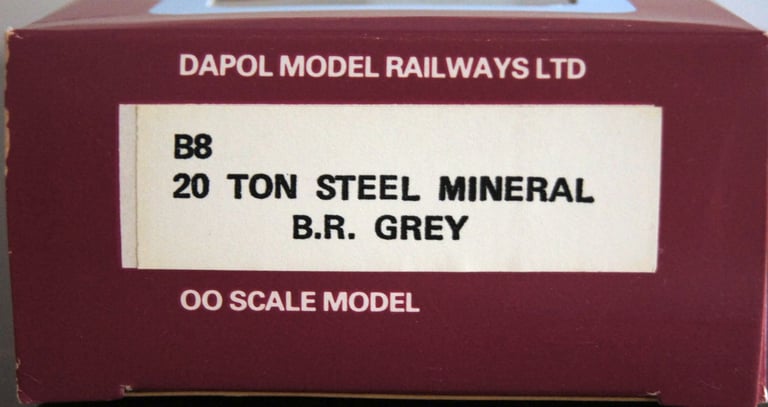 DAPOL MODEL RAILWAYS LTD
B8
20 TON STEEL MINERAL
B.R. GREY
OO SCALE MODEL